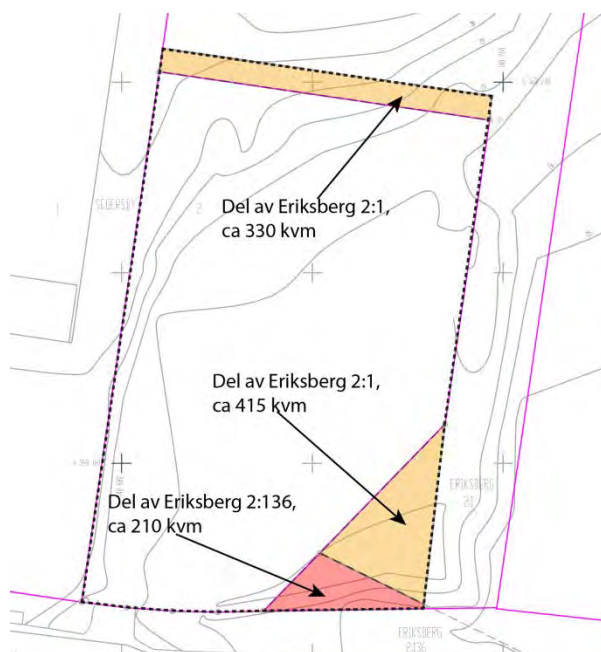 Del av Eriksberg 2:1,
ca 330 kvm
2
Del av Eriksberg 2:1,
ca 415 kvm
ERIKSBERG
2:1
Del av Eriksberg 2:136,
ca 210 kvm
ERIKSBERG
2:136